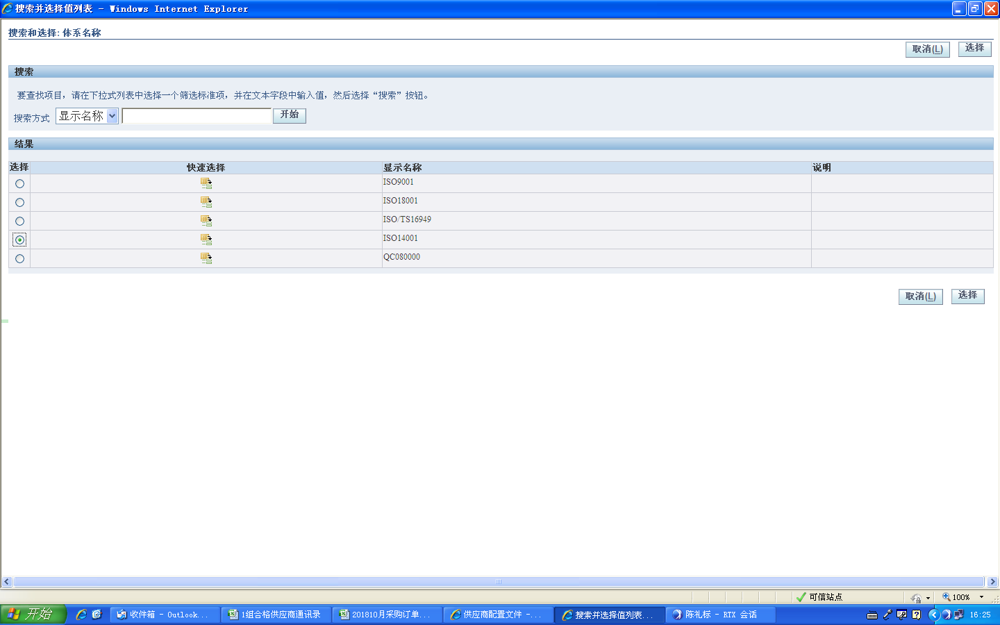 搜索并选择值列表 - Windows Internet Explorer
搜索和选择: 体系名称
取消(L) 选择
搜索
要查找项目，请在下拉式列表中选择一个筛选标准项，并在文本字段中输入值，然后选择“搜索”按钮。
搜索方式 显示名称 开始
结果
选择 快速选择 显示名称 说明
ISO9001
ISO18001
ISO/TS16949
ISO14001
QC080000
取消(L) 选择
可信站点 100%
开始 收件箱 - Outlook... 1组合格供应商通讯录 201810月采购订单... 供应商配置文件 -... 搜索并选择值列表... 陈礼标 - RTX 会话 16:25